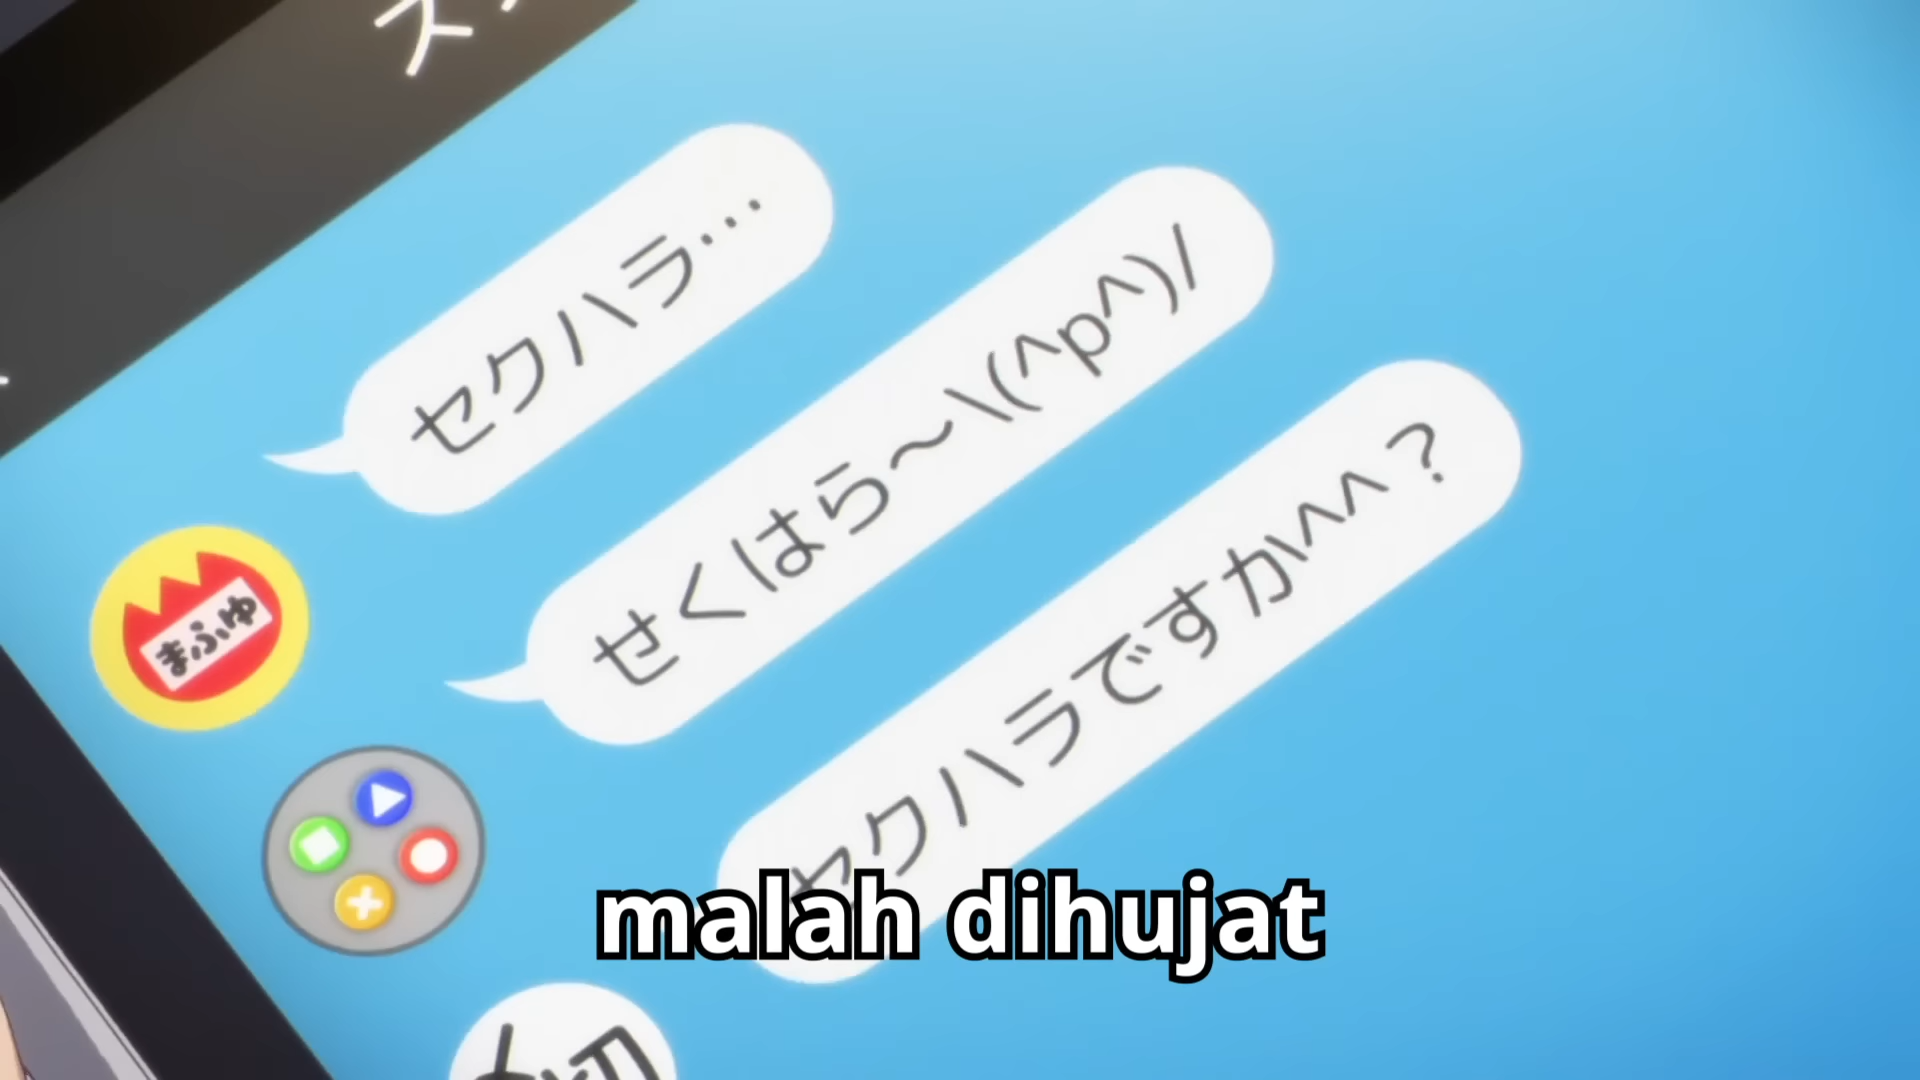 セクハラ…
せくはら～\(^p^)/
まふゆ
セクハラですか^^？
malah dihujat